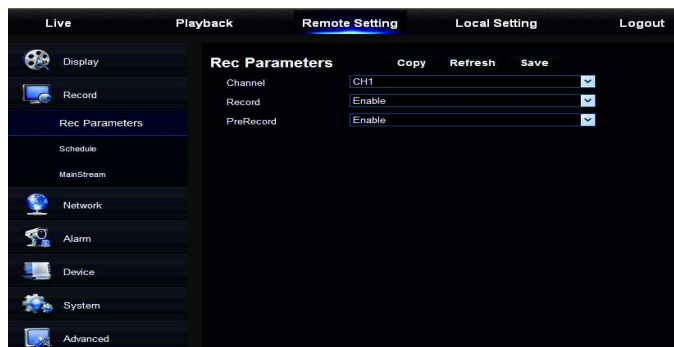 Live Playback Remote Setting Local Setting Logout
Display
Record
Rec Parameters
Schedule
MainStream
Network
Alarm
Device
System
Advanced
Rec Parameters Copy Refresh Save
Channel CH1
Record Enable
PreRecord Enable